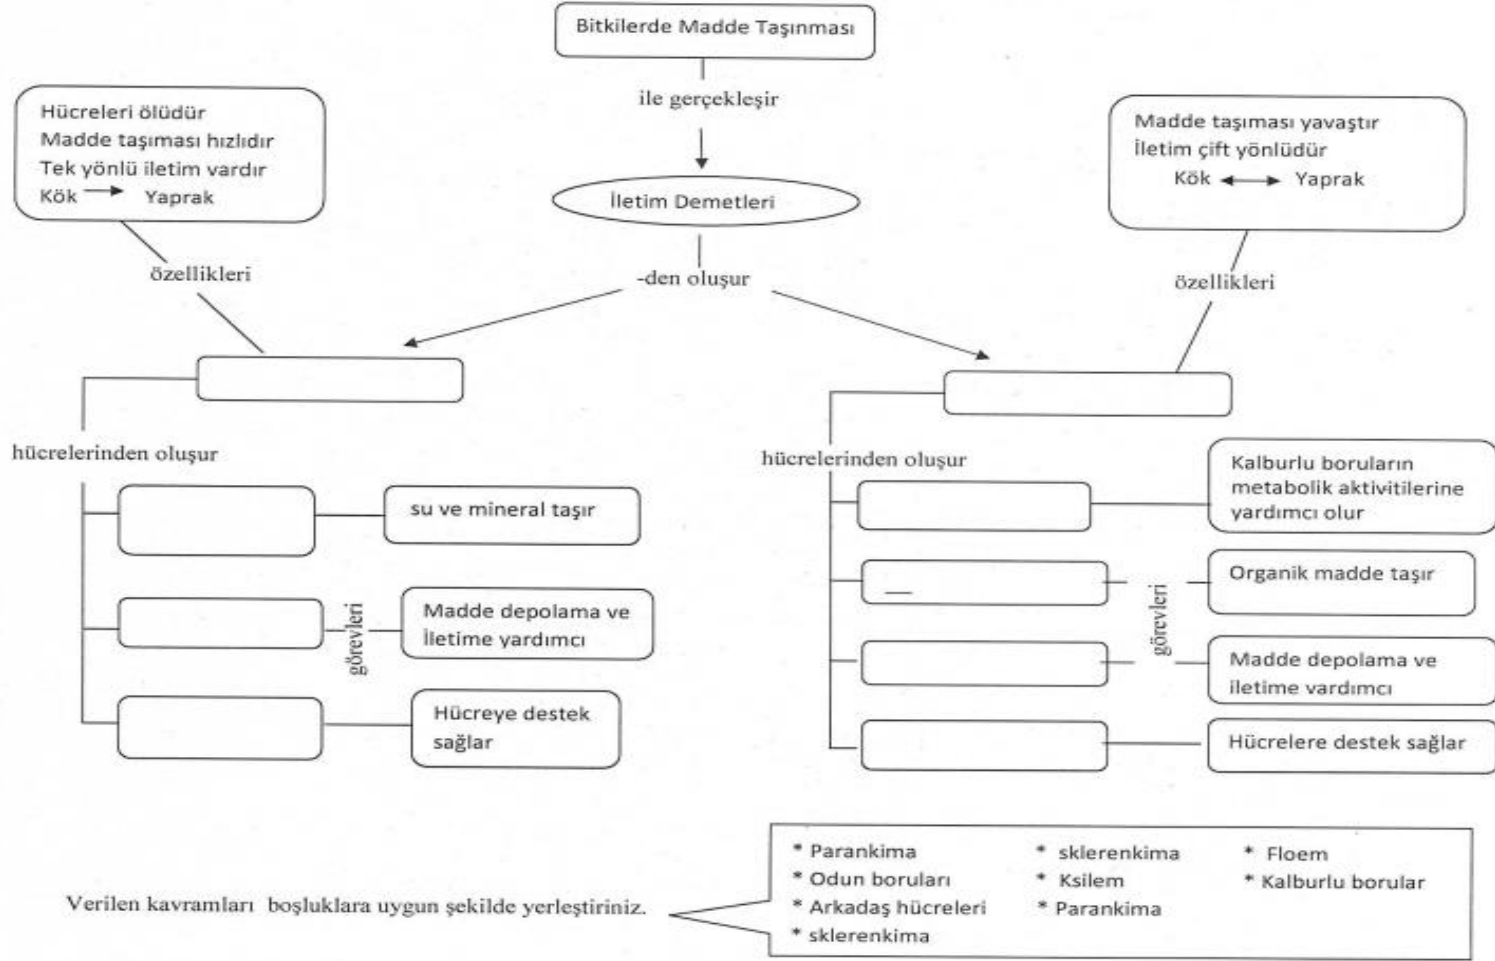 Bitkilerde Madde Taşınması
ile gerçekleşir
Hücreleri ölüdür
Madde taşıması hızlıdır
Tek yönlü iletim vardır
Kök Yaprak
Madde taşıması yavaştır
İletim çift yönlüdür
Kök Yaprak
İletim Demetleri
özellikleri
-den oluşur
özellikleri
hücrelerinden oluşur
su ve mineral taşır
görevleri
Madde depolama ve
İletime yardımcı
Hücreye destek
sağlar
hücrelerinden oluşur
Kalburlu boruların
metabolik aktivitilerine
yardımcı olur
Organik madde taşır
görevleri
Madde depolama ve
iletime vardımcı
Hücrelere destek sağlar
Verilen kavramları boşluklara uygun şekilde yerleştiriniz.
* Parankima * sklerenkima * Floem
* Odun boruları * Ksilem * Kalburlu borular
* Arkadaş hücreleri * Parankima
* sklerenkima